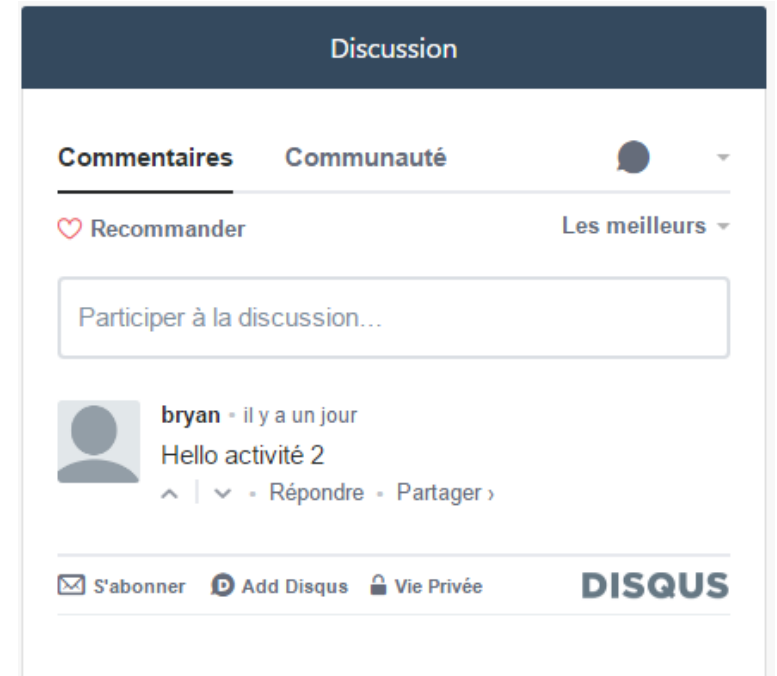 Discussion
Commentaires Communauté
Recommander Les meilleurs
Participer à la discussion...
bryan • il y a un jour
Hello activité 2
• Répondre • Partager ›
S'abonner D Add Disqus Vie Privée DISQUS